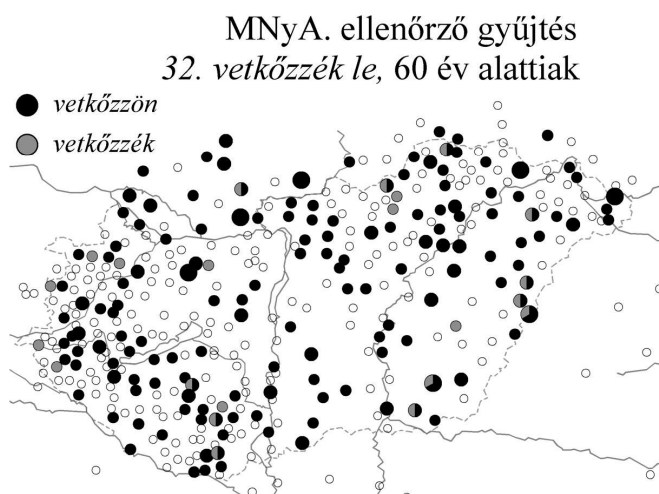 MNyA. ellenőrző gyűjtés
32. vetkőzzék le, 60 év alattiak
vetkőzzön
vetkőzzék